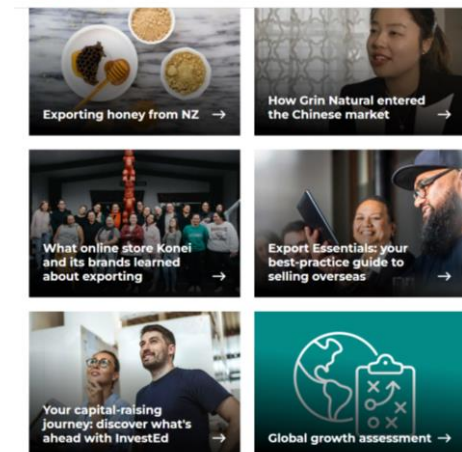 Exporting honey from NZ →
How Grin Natural entered
the Chinese market →
What online store Konei
and its brands learned
about exporting →
Export Essentials: your
best-practice guide to
selling overseas →
Your capital-raising
journey: discover what's
ahead with InvestEd →
Global growth assessment →